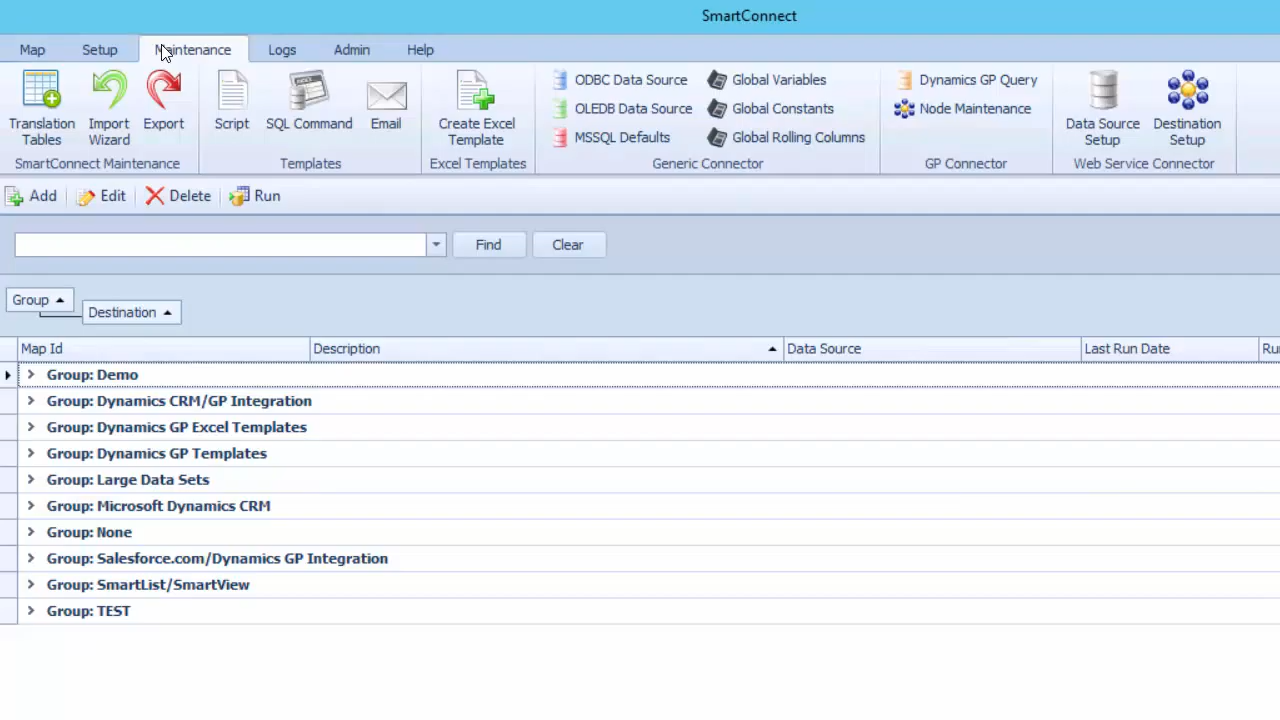 SmartConnect
Map Setup Maintenance Logs Admin Help
Translation Tables
Import Wizard
Export
SmartConnect Maintenance
Script
SQL Command
Email
Templates
Create Excel Template
Excel Templates
ODBC Data Source
OLEDB Data Source
MSSQL Defaults
Global Variables
Global Constants
Global Rolling Columns
Generic Connector
Dynamics GP Query
Node Maintenance
GP Connector
Data Source Setup
Destination Setup
Web Service Connector
Add Edit Delete Run
Find Clear
Group
Destination
Map Id Description Data Source Last Run Date Ru
Group: Demo
Group: Dynamics CRM/GP Integration
Group: Dynamics GP Excel Templates
Group: Dynamics GP Templates
Group: Large Data Sets
Group: Microsoft Dynamics CRM
Group: None
Group: Salesforce.com/Dynamics GP Integration
Group: SmartList/SmartView
Group: TEST